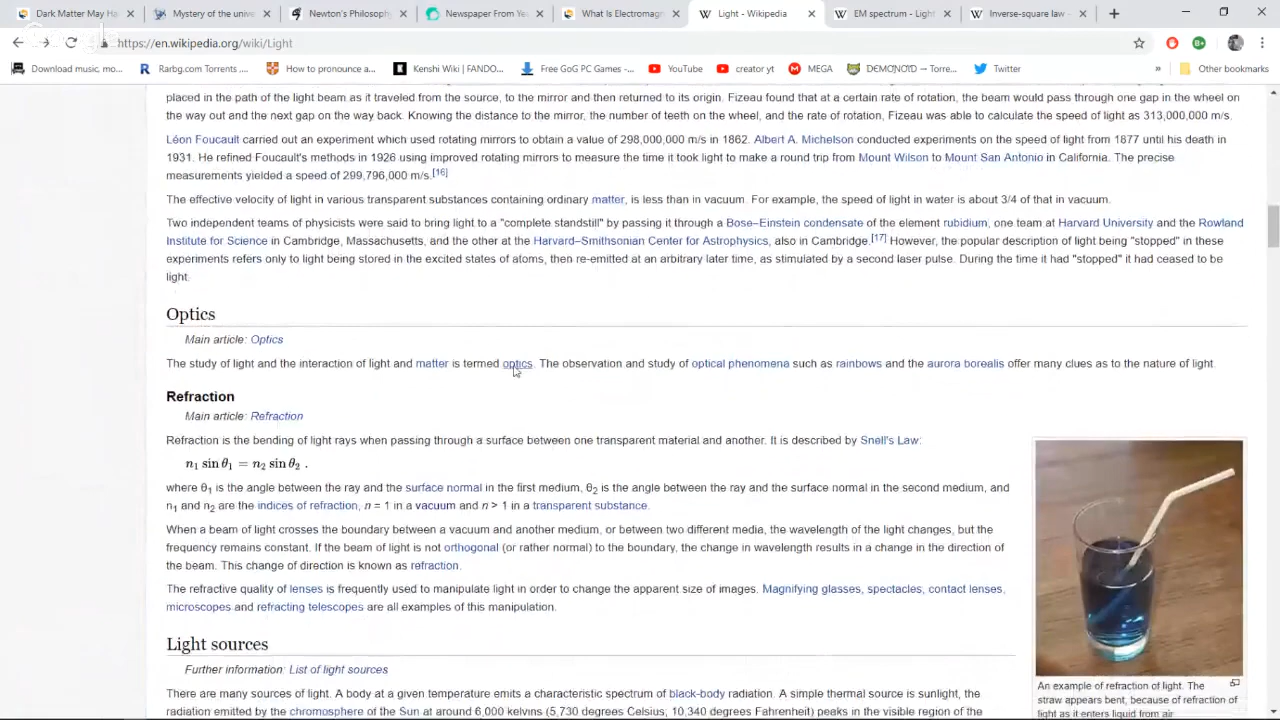 Dark Matter May Ha
Mystery of the unive
Newton's Philosophy
Newspaper From Yea
What Is Electromagn
Light - Wikipedia
EM spectrum - Light
Inverse-square law -
https://en.wikipedia.org/wiki/Light
Download music, mo...
Rarbg.com Torrents ,...
How to pronounce a...
Kenshi Wiki | FANDO...
Free GoG PC Games -...
YouTube
creator yt
MEGA
Twitter
Other bookmarks
placed in the path of the light beam as it traveled from the source, to the mirror and then returned to its origin. Fizeau found that at a certain rate of rotation, the beam would pass through one gap in the wheel on
the way out and the next gap on the way back. Knowing the distance to the mirror, the number of teeth on the wheel, and the rate of rotation, Fizeau was able to calculate the speed of light as 313,000,000 m/s.
Léon Foucault carried out an experiment which used rotating mirrors to obtain a value of 298,000,000 m/s in 1862. Albert A. Michelson conducted experiments on the speed of light from 1877 until his death in
1931. He refined Foucault's methods in 1926 using improved rotating mirrors to measure the time it took light to make a round trip from Mount Wilson to Mount San Antonio in California. The precise
measurements yielded a speed of 299,796,000 m/s.[16]
The effective velocity of light in various transparent substances containing ordinary matter, is less than in vacuum. For example, the speed of light in water is about 3/4 of that in vacuum.
Two independent teams of physicists were said to bring light to a "complete standstill" by passing it through a Bose–Einstein condensate of the element rubidium, one team at Harvard University and the Rowland
Institute for Science in Cambridge, Massachusetts, and the other at the Harvard–Smithsonian Center for Astrophysics, also in Cambridge.[17] However, the popular description of light being "stopped" in these
experiments refers only to light being stored in the excited states of atoms, then re-emitted at an arbitrary later time, as stimulated by a second laser pulse. During the time it had "stopped" it had ceased to be
light.
Optics
Main article: Optics
The study of light and the interaction of light and matter is termed optics. The observation and study of optical phenomena such as rainbows and the aurora borealis offer many clues as to the nature of light.
Refraction
Main article: Refraction
Refraction is the bending of light rays when passing through a surface between one transparent material and another. It is described by Snell's Law:
n₁ sin θ₁ = n₂ sin θ₂ .
where θ₁ is the angle between the ray and the surface normal in the first medium, θ₂ is the angle between the ray and the surface normal in the second medium, and
n₁ and n₂ are the indices of refraction, n = 1 in a vacuum and n > 1 in a transparent substance.
When a beam of light crosses the boundary between a vacuum and another medium, or between two different media, the wavelength of the light changes, but the
frequency remains constant. If the beam of light is not orthogonal (or rather normal) to the boundary, the change in wavelength results in a change in the direction of
the beam. This change of direction is known as refraction.
The refractive quality of lenses is frequently used to manipulate light in order to change the apparent size of images. Magnifying glasses, spectacles, contact lenses,
microscopes and refracting telescopes are all examples of this manipulation.
An example of refraction of light. The
straw appears bent, because of refraction of
light as it enters liquid from air
Light sources
Further information: List of light sources
There are many sources of light. A body at a given temperature emits a characteristic spectrum of black-body radiation. A simple thermal source is sunlight, the
radiation emitted by the chromosphere of the Sun at around 6,000 kelvins (5,730 degrees Celsius, 10,340 degrees Fahrenheit) peaks in the visible region of the